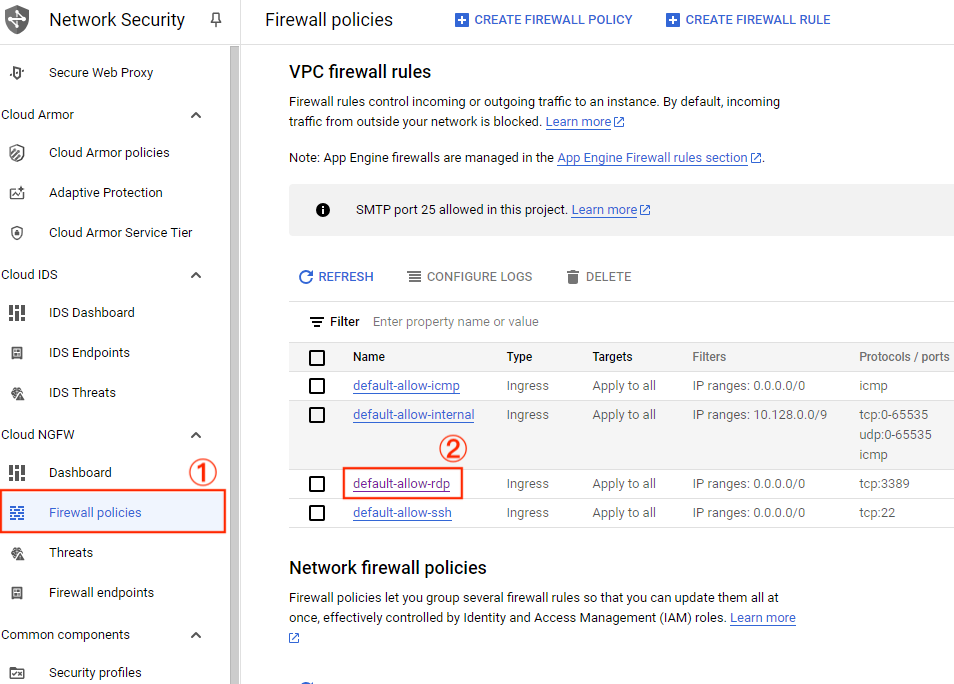 Network Security
Firewall policies
CREATE FIREWALL POLICY
CREATE FIREWALL RULE
Secure Web Proxy
Cloud Armor
Cloud Armor policies
Adaptive Protection
Cloud Armor Service Tier
Cloud IDS
IDS Dashboard
IDS Endpoints
IDS Threats
Cloud NGFW
Dashboard
①
Firewall policies
Threats
Firewall endpoints
Common components
Security profiles
VPC firewall rules
Firewall rules control incoming or outgoing traffic to an instance. By default, incoming
traffic from outside your network is blocked. Learn more
Note: App Engine firewalls are managed in the App Engine Firewall rules section.
SMTP port 25 allowed in this project. Learn more
REFRESH CONFIGURE LOGS DELETE
Filter Enter property name or value
Name Type Targets Filters Protocols / ports
default-allow-icmp Ingress Apply to all IP ranges: 0.0.0.0/0 icmp
default-allow-internal Ingress Apply to all IP ranges: 10.128.0.0/9 tcp:0-65535
udp:0-65535
icmp
②
default-allow-rdp Ingress Apply to all IP ranges: 0.0.0.0/0 tcp:3389
default-allow-ssh Ingress Apply to all IP ranges: 0.0.0.0/0 tcp:22
Network firewall policies
Firewall policies let you group several firewall rules so that you can update them all at
once, effectively controlled by Identity and Access Management (IAM) roles. Learn more